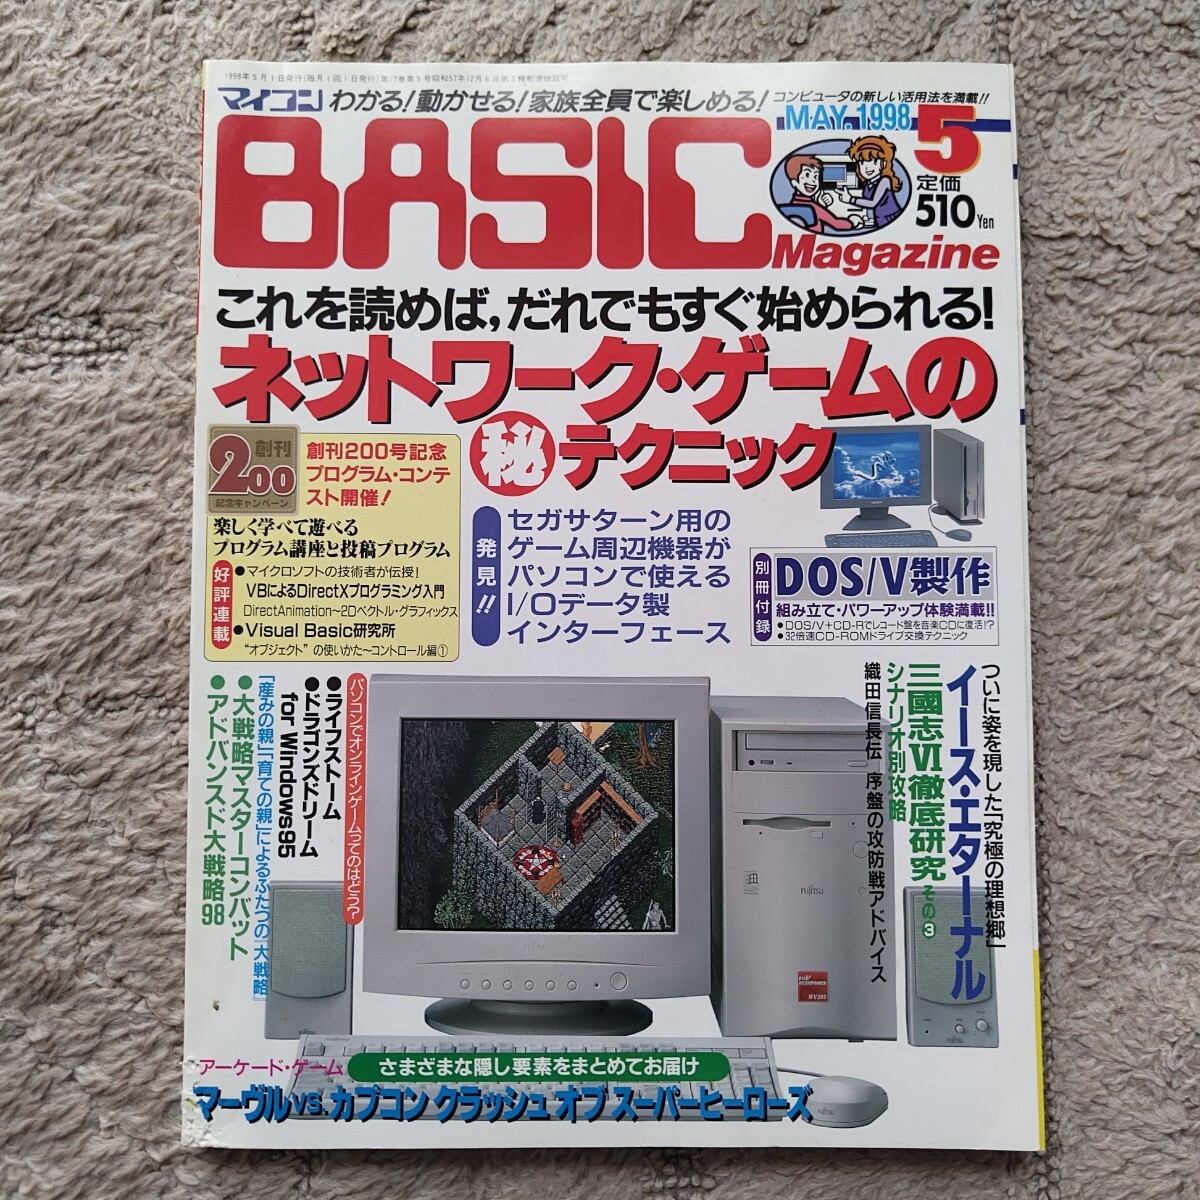 1998年5月1日発行(毎月1回1日発行)第17巻第5号昭和57年12月6日第3種郵便物認可
マイコン わかる!動かせる!家族全員で楽しめる!
コンピュータの新しい活用法を満載!!
BASIC
Magazine
MAY. 1998
5
定価
510 Yen
これを読めば,だれでもすぐ始められる!
ネットワーク・ゲームの
㊙テクニック
創刊
200
記念キャンペーン
創刊200号記念
プログラム・コンテ
スト開催!
楽しく学べて遊べる
プログラム講座と投稿プログラム
好評連載
●マイクロソフトの技術者が伝授!
VBによるDirectXプログラミング入門
DirectAnimation〜2Dベクトル・グラフィックス
●Visual Basic研究所
“オブジェクト”の使いかた〜コントロール編①
発見!!
セガサターン用の
ゲーム周辺機器が
パソコンで使える
I/Oデータ製
インターフェース
別冊付録
DOS/V製作
組み立て・パワーアップ体験満載!!
●DOS/V+CD-Rでレコード盤を音楽CDに復活!?
●32倍速CD-ROMドライブ交換テクニック
ついに姿を現した「究極の理想郷」
イース・エターナル
三國志VI徹底研究 その③
シナリオ別攻略
織田信長伝 序盤の攻防戦アドバイス
パソコンでオンラインゲームってのはどう?
●ライフストーム
●ドラゴンズドリーム
for Windows95
「産みの親」「育ての親」によるふたつの「大戦略」
●大戦略マスターコンバット
●アドバンスド大戦略98
FUJITSU
FUJITSU
FUJITSU
FUJITSU
FUJITSU
アーケード・ゲーム
さまざまな隠し要素をまとめてお届け
マーヴル VS. カプコン クラッシュ オブ スーパーヒーローズ